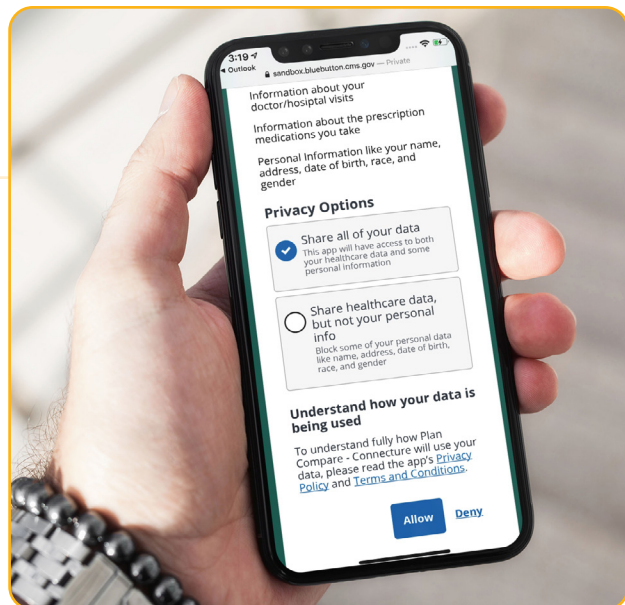 3:19
◀ Outlook
sandbox.bluebutton.cms.gov — Private
Information about your
doctor/hosiptal visits
Information about the prescription
medications you take
Personal Information like your name,
address, date of birth, race, and
gender
Privacy Options
Share all of your data
This app will have access to both
your healthcare data and some
personal information
Share healthcare data,
but not your personal
info
Block some of your personal data
like name, address, date of birth,
race, and gender
Understand how your data is
being used
To understand fully how Plan
Compare - Connecture will use your
data, please read the app's Privacy
Policy and Terms and Conditions.
Allow Deny